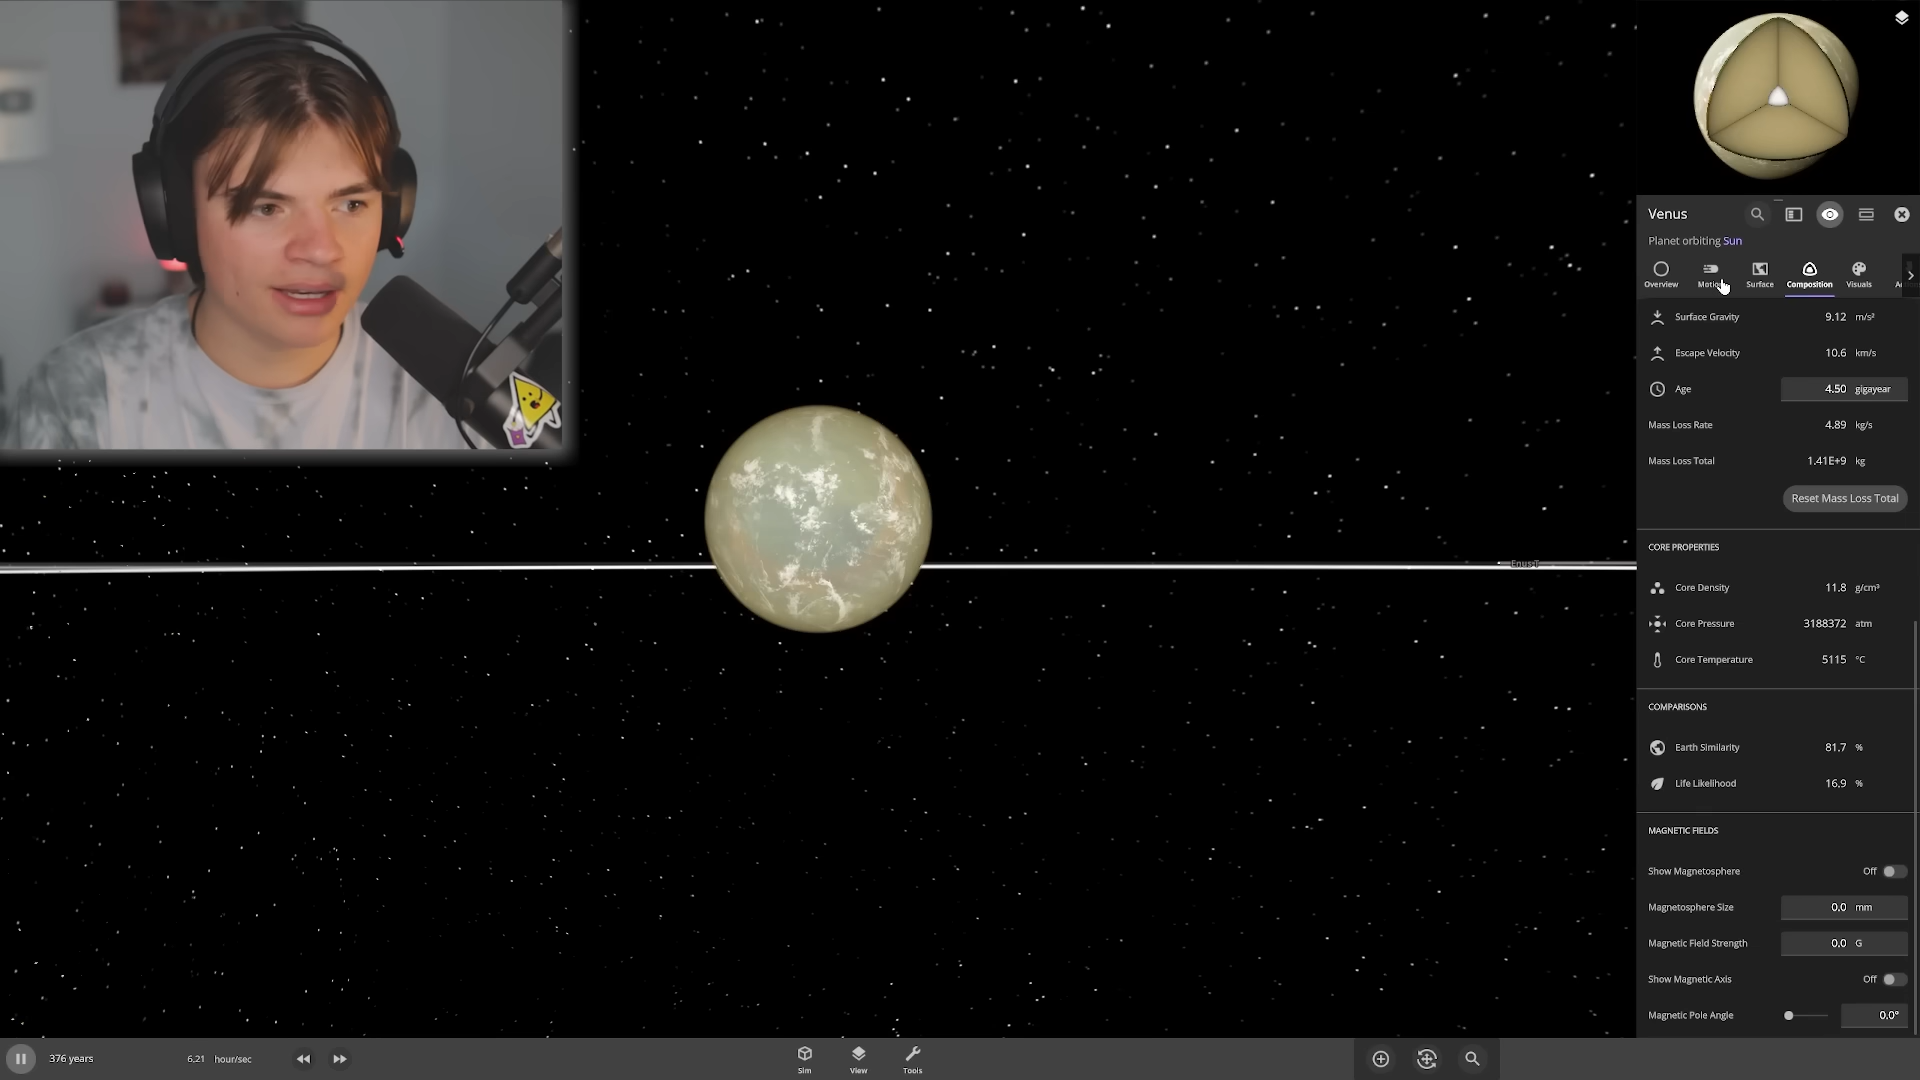 Venus
Planet orbiting Sun
Overview
Surface
Composition
Visuals
Surface Gravity 9.12 m/s²
Escape Velocity 10.6 km/s
Age 4.50 gigayear
Mass Loss Rate 4.89 kg/s
Mass Loss Total 1.41E+9 kg
Reset Mass Loss Total
CORE PROPERTIES
Core Density 11.8 g/cm³
Core Pressure 3188372 atm
Core Temperature 5115 °C
COMPARISONS
Earth Similarity 81.7 %
Life Likelihood 16.9 %
MAGNETIC FIELDS
Show Magnetosphere Off
Magnetosphere Size 0.0 mm
Magnetic Field Strength 0.0 G
Show Magnetic Axis Off
Magnetic Pole Angle 0.0°
376 years 6.21 hour/sec
Sim View Tools